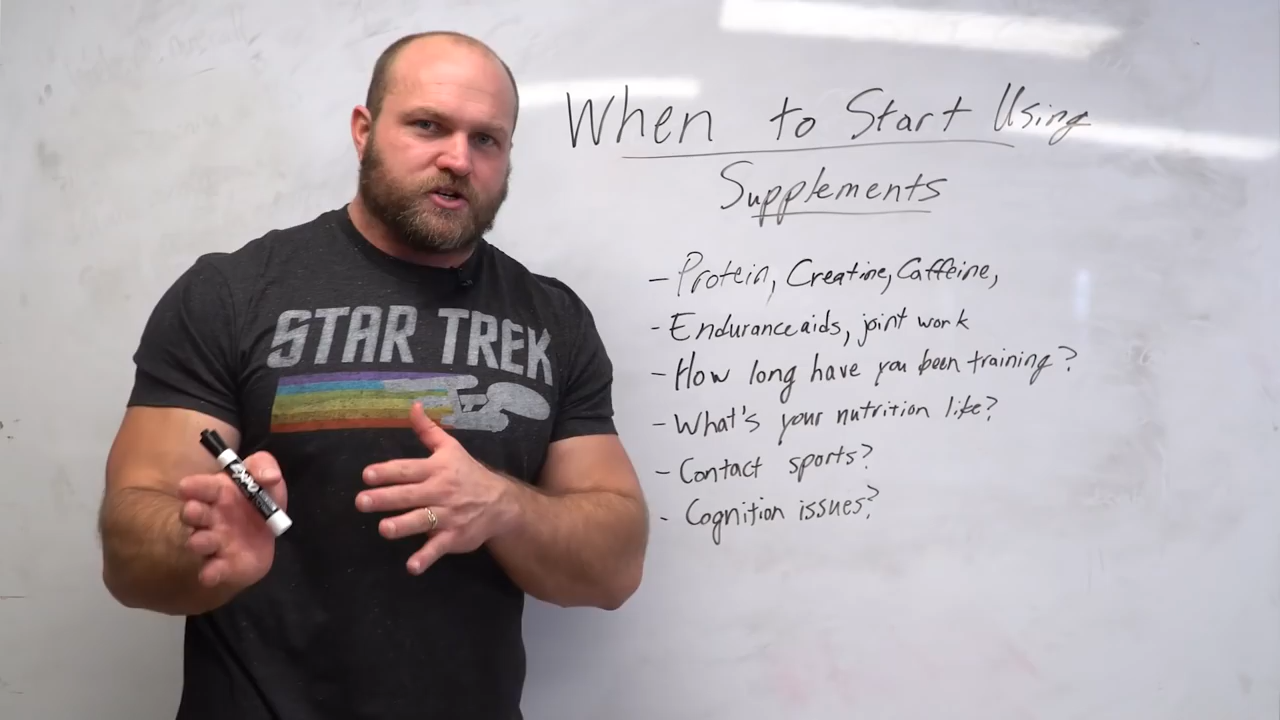 When to Start Using
Supplements
- Protein, Creatine, Caffeine,
- Endurance aids, joint work
- How long have you been training?
- What's your nutrition like?
- Contact sports?
- Cognition issues?
STAR TREK